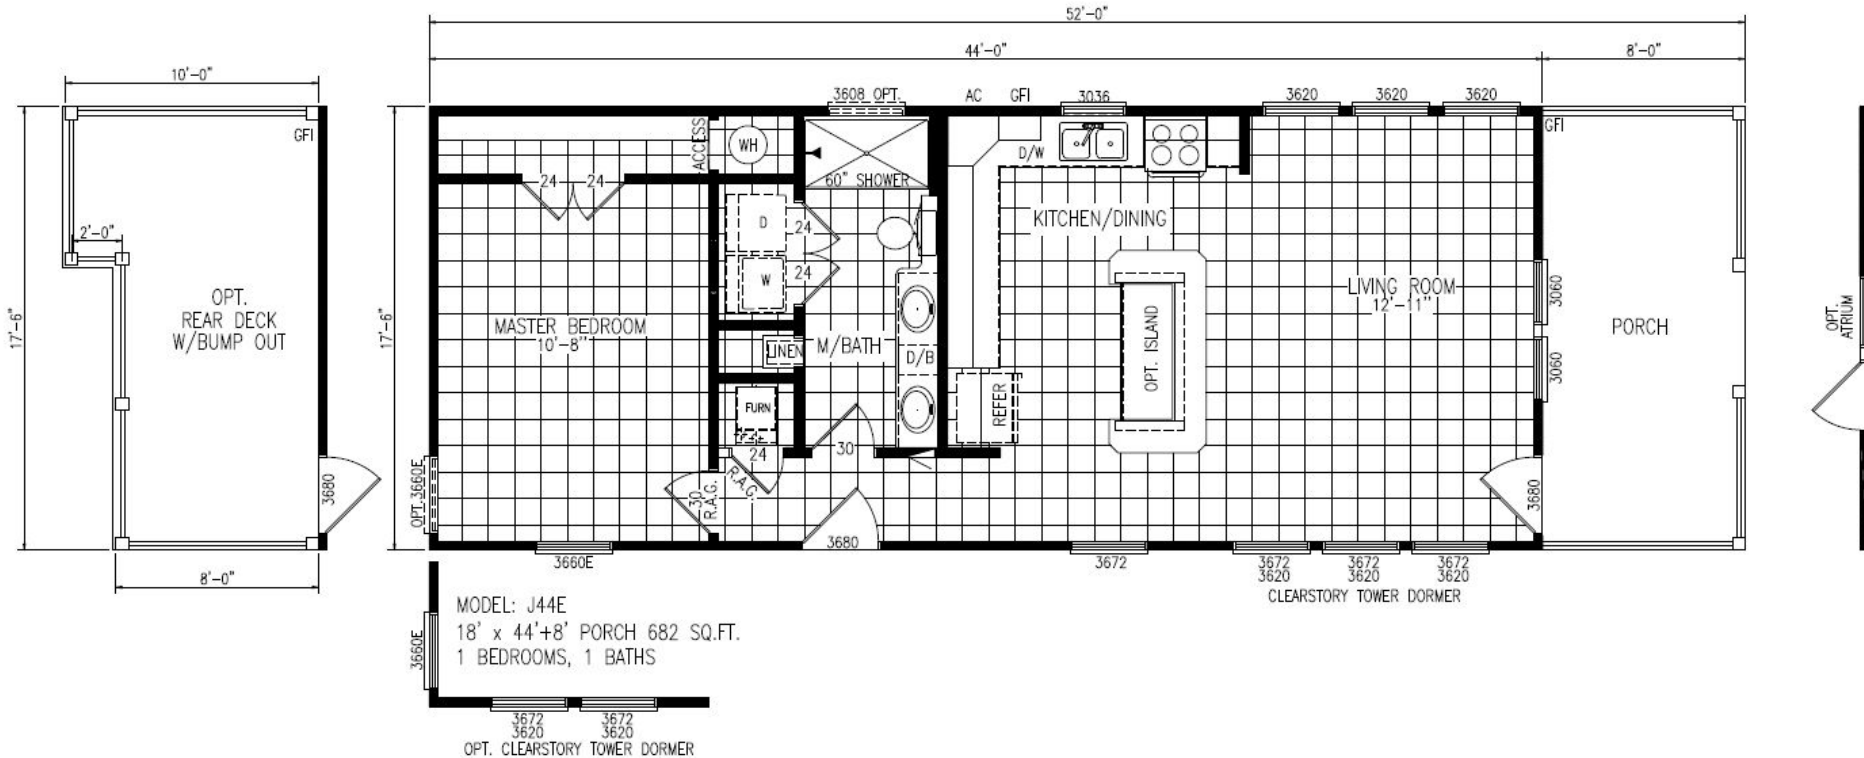 52'-0"
44'-0"
8'-0"
10'-0"
3608 OPT.
AC
GFI
3036
3620
3620
3620
GFI
ACCESS
WH
D/W
GFI
60" SHOWER
24
24
2'-0"
D
24
KITCHEN/DINING
W
24
OPT.
REAR DECK
W/BUMP OUT
17'-6"
17'-6"
MASTER BEDROOM
10'-8"
LINEN
M/BATH
D/B
OPT. ISLAND
LIVING ROOM
12'-11"
3060
3060
PORCH
OPT.
ATRIUM
REFER
FURN
24
30
R.A.G.
30
R.A.G.
OPT.3660E
3680
3680
3680
3660E
3672
3672
3620
3672
3620
3672
3620
CLEARSTORY TOWER DORMER
8'-0"
MODEL: J44E
18' x 44'+8' PORCH 682 SQ.FT.
1 BEDROOMS, 1 BATHS
3660E
3672
3620
3672
3620
OPT. CLEARSTORY TOWER DORMER